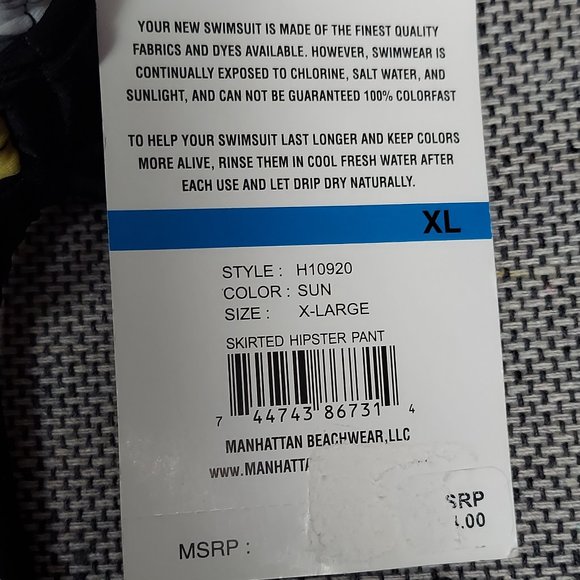 YOUR NEW SWIMSUIT IS MADE OF THE FINEST QUALITY
FABRICS AND DYES AVAILABLE. HOWEVER, SWIMWEAR IS
CONTINUALLY EXPOSED TO CHLORINE, SALT WATER, AND
SUNLIGHT, AND CAN NOT BE GUARANTEED 100% COLORFAST
TO HELP YOUR SWIMSUIT LAST LONGER AND KEEP COLORS
MORE ALIVE, RINSE THEM IN COOL FRESH WATER AFTER
EACH USE AND LET DRIP DRY NATURALLY.
XL
STYLE : H10920
COLOR : SUN
SIZE : X-LARGE
SKIRTED HIPSTER PANT
7 44743 86731 4
MANHATTAN BEACHWEAR,LLC
WWW.MANHATTA
SRP
.00
MSRP :